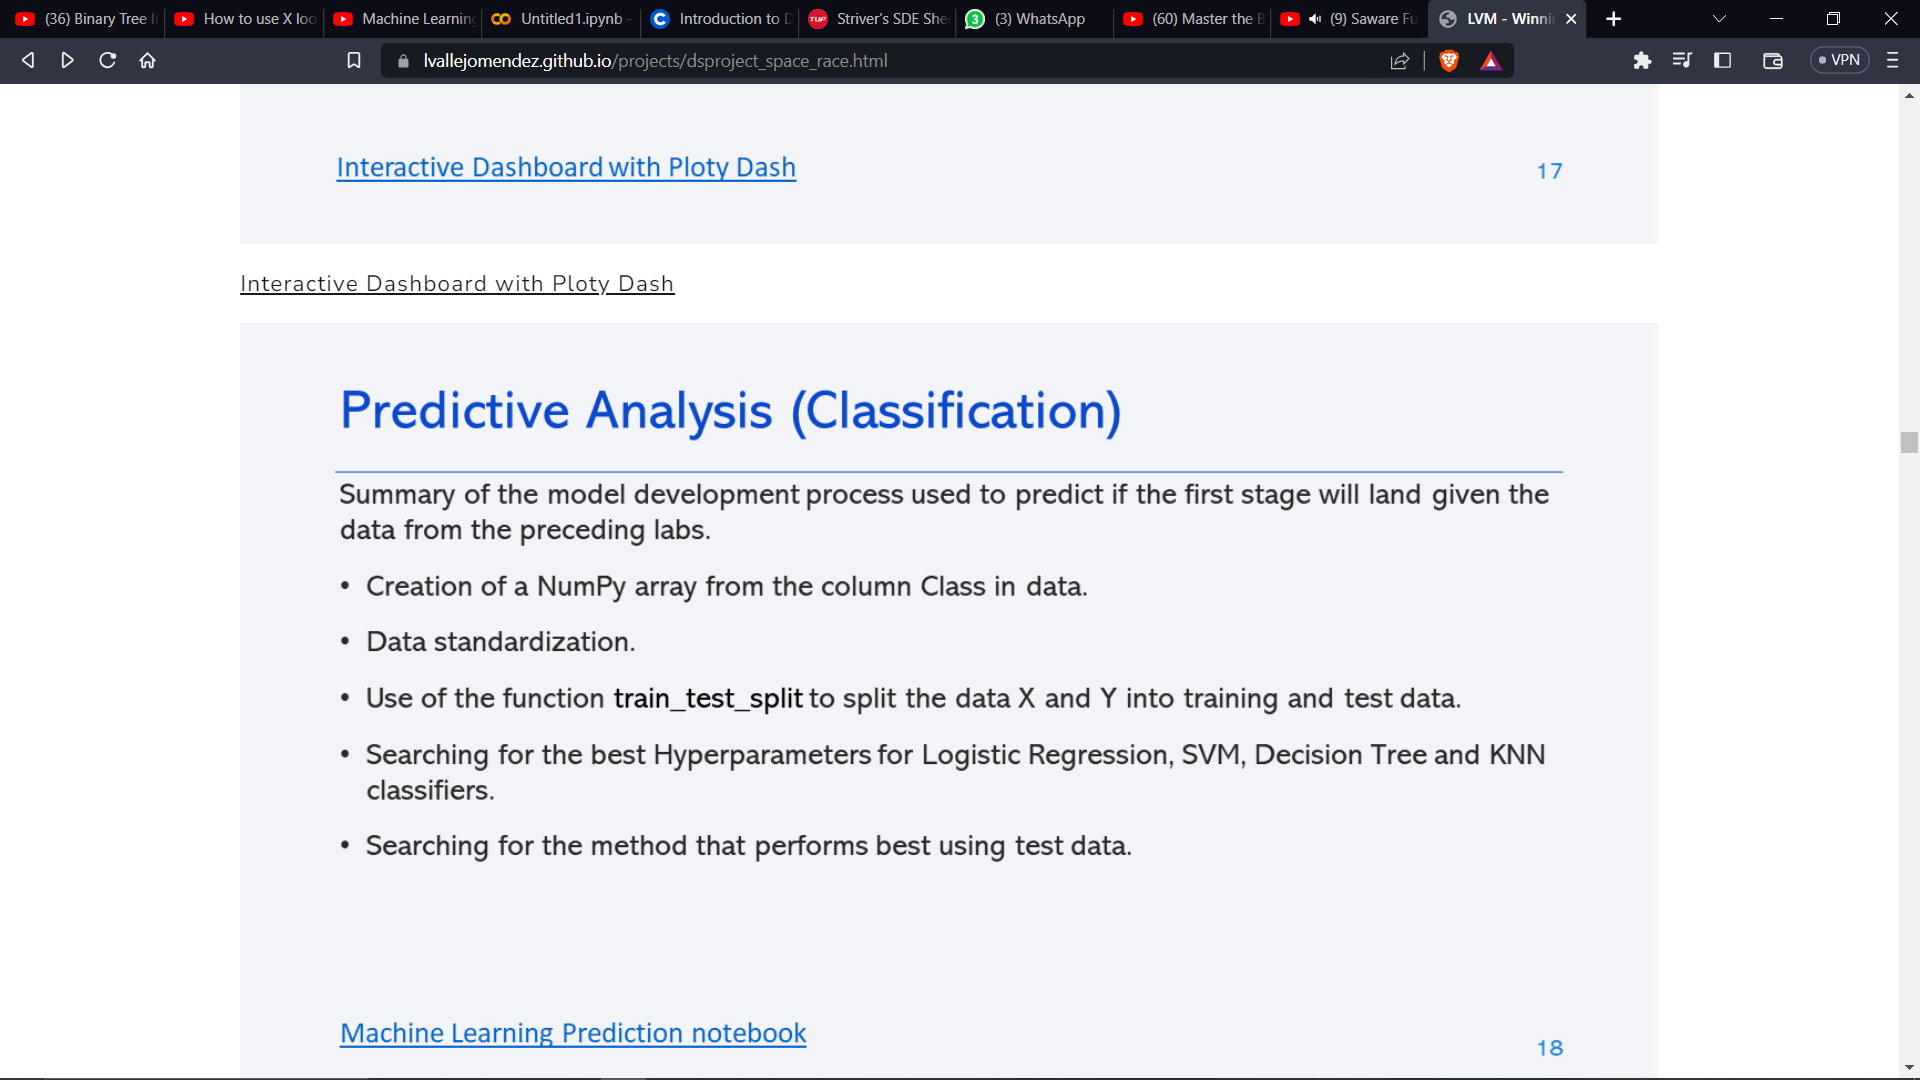 (36) Binary Tree I
How to use X loo
Machine Learning
Untitled1.ipynb -
Introduction to D
Striver's SDE She
(3) WhatsApp
(60) Master the B
(9) Saware Fu
LVM - Winni
lvallejomendez.github.io/projects/dsproject_space_race.html
VPN
Interactive Dashboard with Ploty Dash
17
Interactive Dashboard with Ploty Dash
Predictive Analysis (Classification)
Summary of the model development process used to predict if the first stage will land given the
data from the preceding labs.
• Creation of a NumPy array from the column Class in data.
• Data standardization.
• Use of the function train_test_split to split the data X and Y into training and test data.
• Searching for the best Hyperparameters for Logistic Regression, SVM, Decision Tree and KNN
classifiers.
• Searching for the method that performs best using test data.
Machine Learning Prediction notebook
18